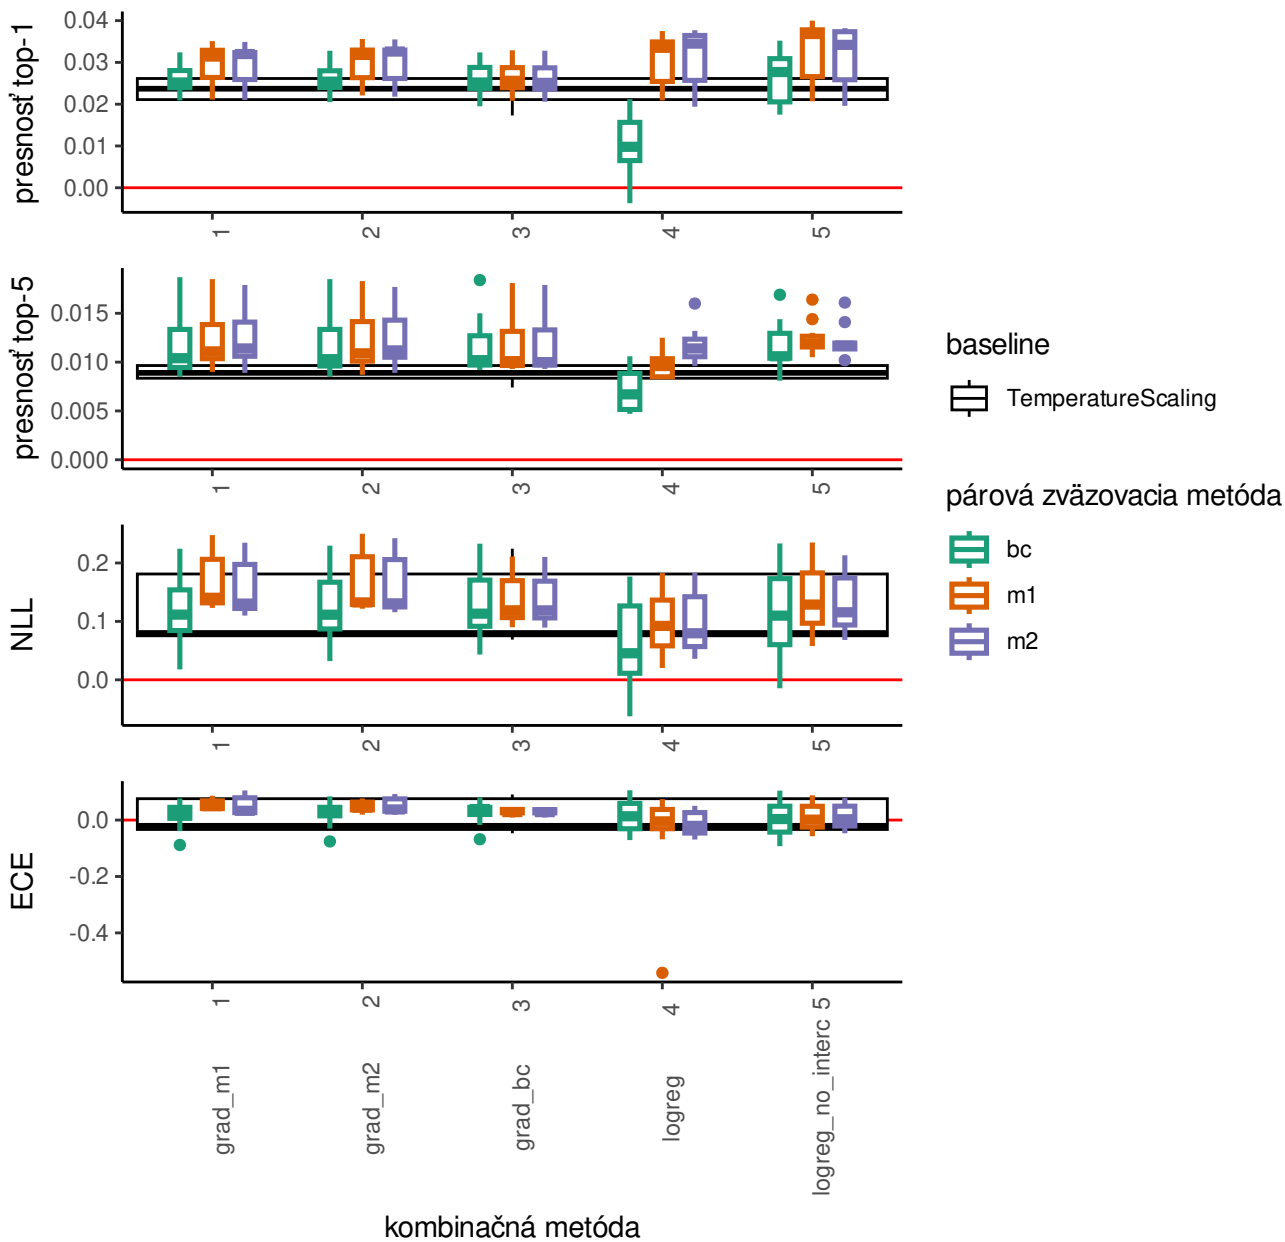 presnosť top-1
0.04
0.03
0.02
0.01
0.00
1
2
3
4
5
presnosť top-5
0.015
0.010
0.005
0.000
1
2
3
4
5
NLL
0.2
0.1
0.0
1
2
3
4
5
ECE
0.0
-0.2
-0.4
1
2
3
4
5
grad_m1
grad_m2
grad_bc
logreg
logreg_no_interc
kombinačná metóda
baseline
TemperatureScaling
párová zväzovacia metóda
bc
m1
m2